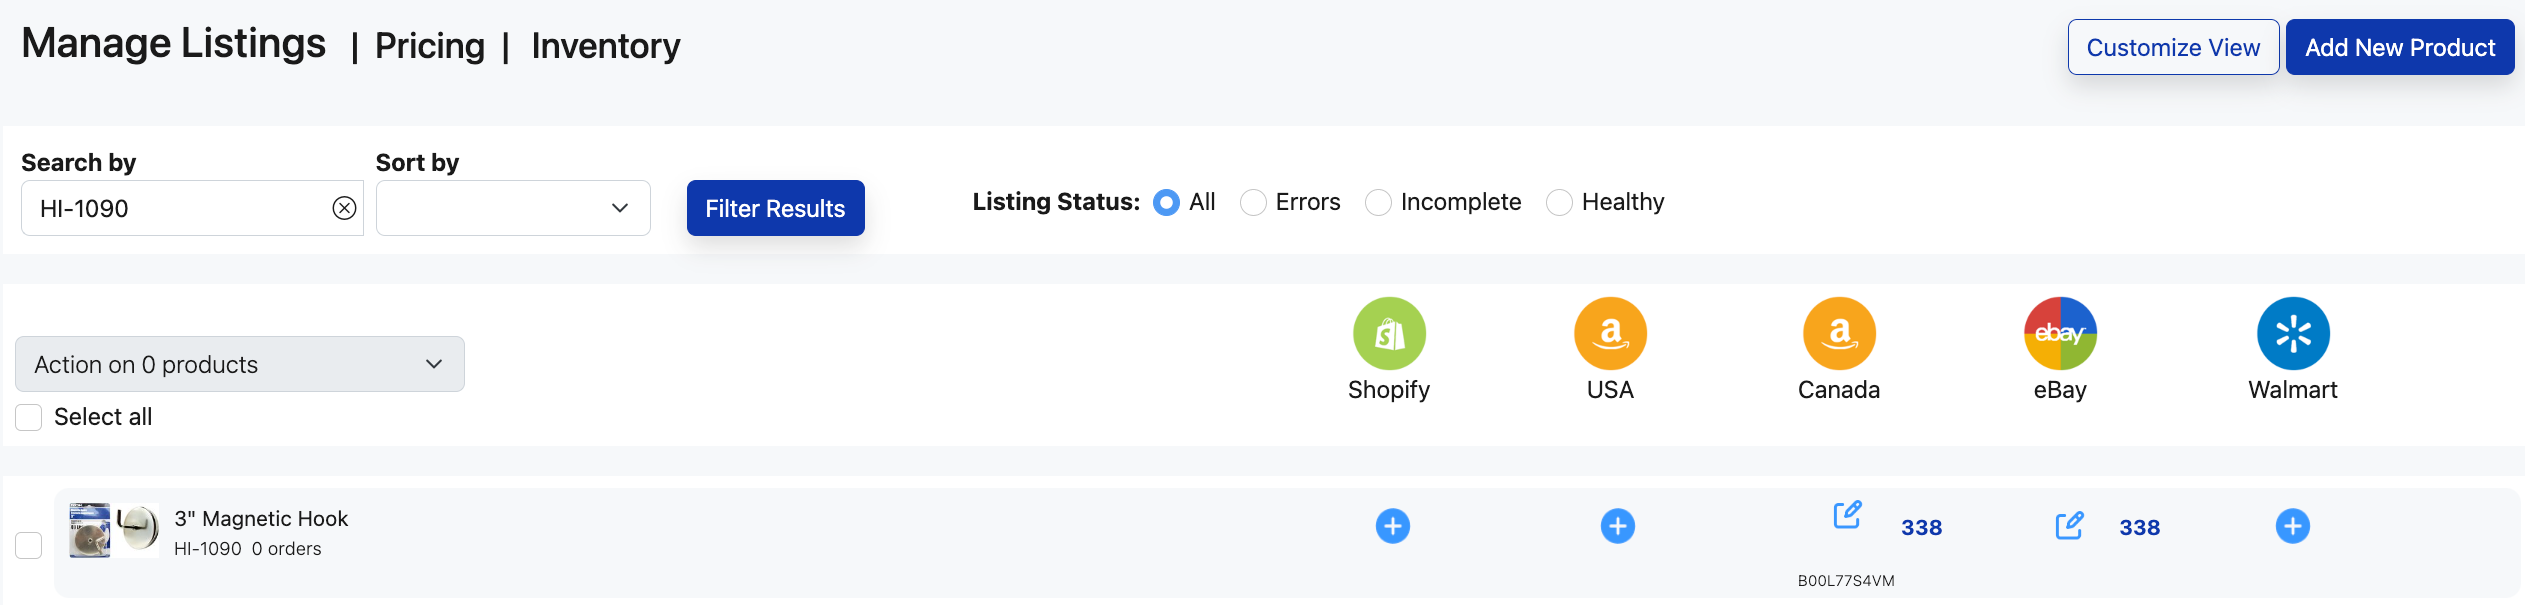 Manage Listings | Pricing | Inventory
Customize View
Add New Product
Search by
Sort by
HI-1090
Filter Results
Listing Status: All Errors Incomplete Healthy
Action on 0 products
Select all
a
a
ebay
Shopify
USA
Canada
eBay
Walmart
3" Magnetic Hook
HI-1090 0 orders
338
338
B00L77S4VM